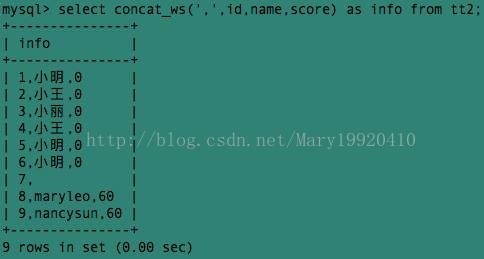 mysql> select concat_ws(',',id,name,score) as info from tt2;
+---------------+
| info          |
+---------------+
| 1,小明,0      |
| 2,小王,0      |
| 3,小丽,0      |
| 4,小王,0      |
| 5,小明,0      |
| 6,小明,0      |
| 7,            |
| 8,maryleo,60  |
| 9,nancysun,60 |
+---------------+
9 rows in set (0.00 sec)
http://blog.csdn.net/Mary19920410